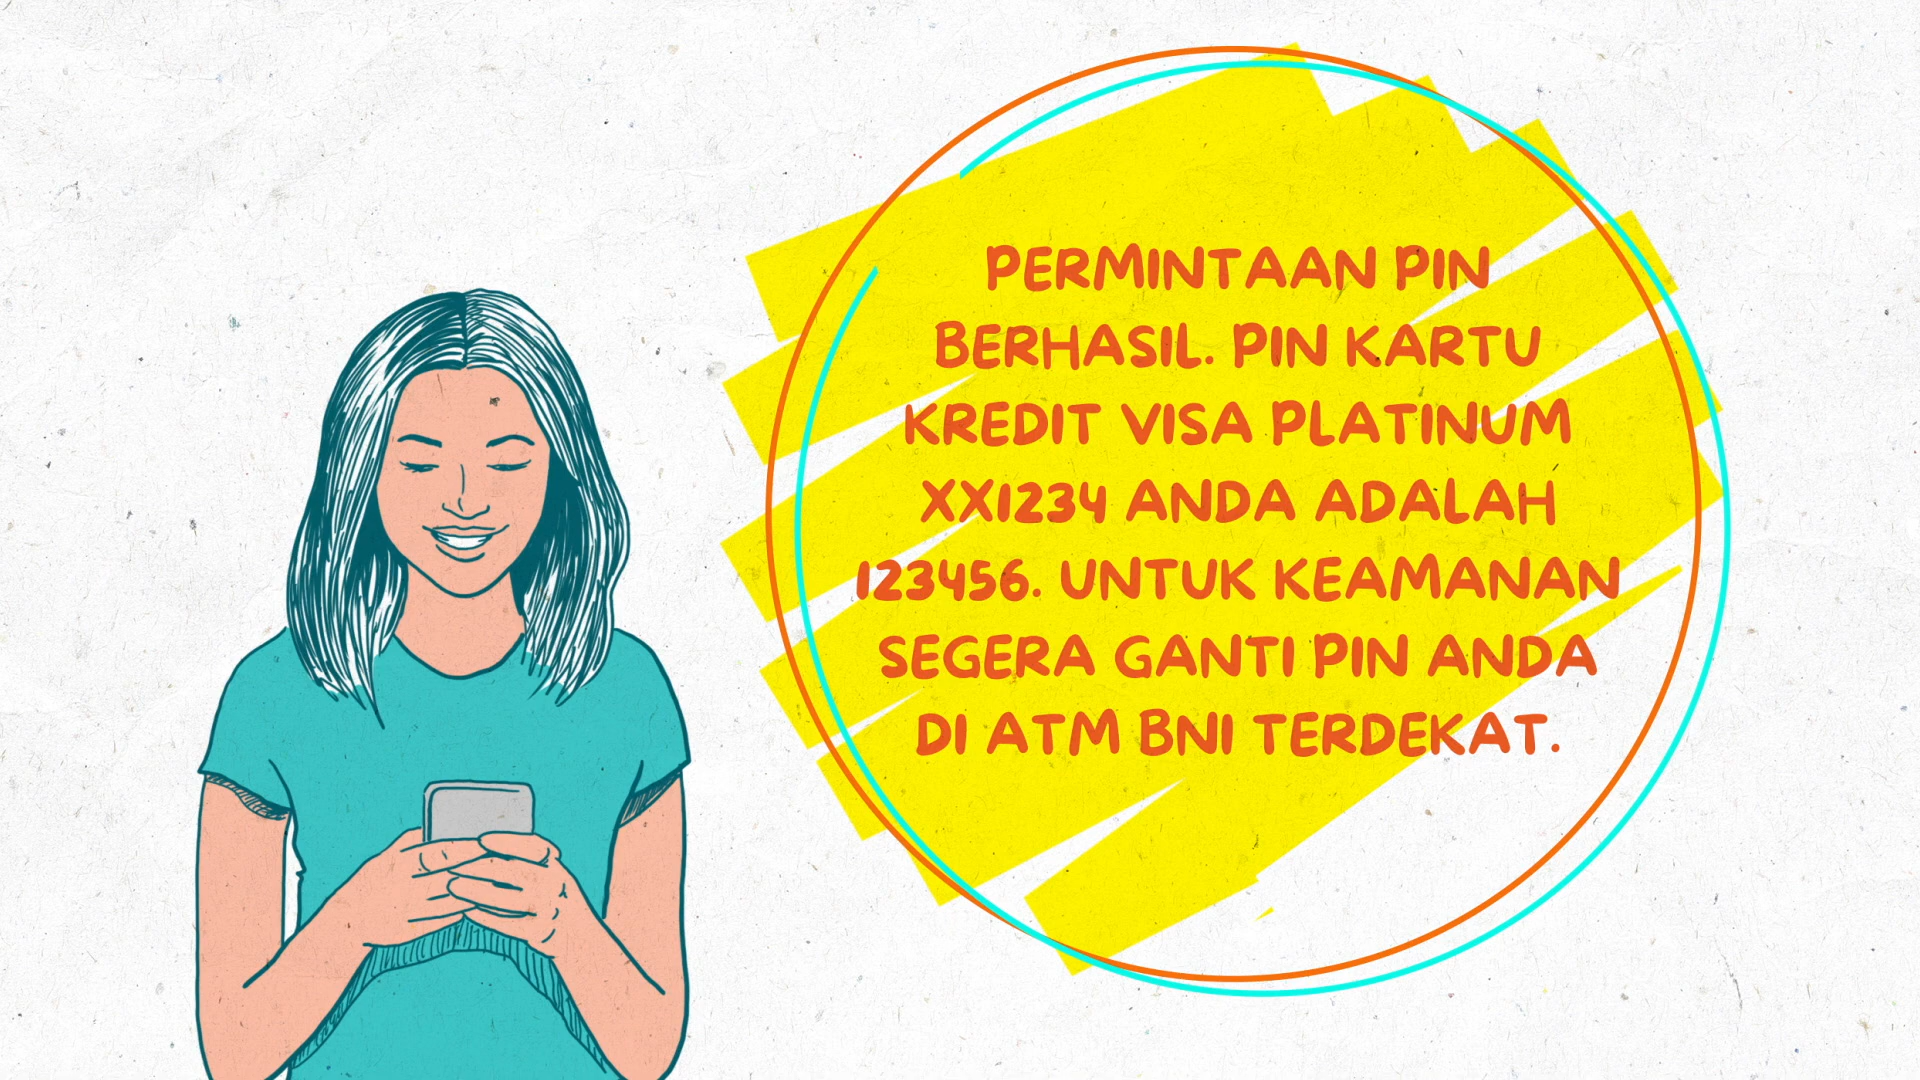 PERMINTAAN PIN
BERHASIL. PIN KARTU
KREDIT VISA PLATINUM
XX1234 ANDA ADALAH
123456. UNTUK KEAMANAN
SEGERA GANTI PIN ANDA
DI ATM BNI TERDEKAT.